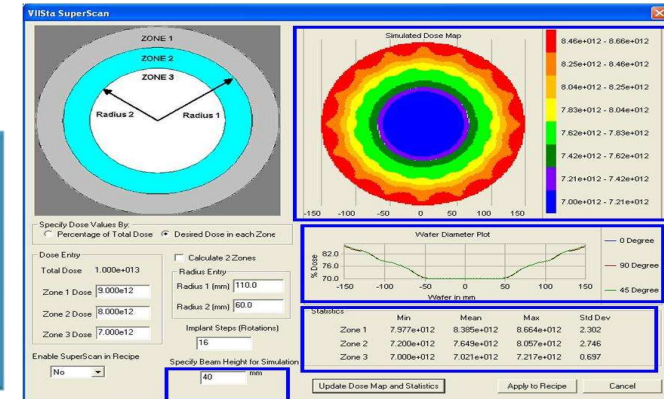 VIISta SuperScan
ZONE 1
ZONE 2
ZONE 3
Radius 2
Radius 1
Simulated Dose Map
-150 -100 -50 0 50 100 150
8.46e+012 - 8.66e+012
8.25e+012 - 8.46e+012
8.04e+012 - 8.25e+012
7.83e+012 - 8.04e+012
7.62e+012 - 7.83e+012
7.42e+012 - 7.62e+012
7.21e+012 - 7.42e+012
7.00e+012 - 7.21e+012
Specify Dose Values By:
Percentage of Total Dose Desired Dose in each Zone
Dose Entry
Total Dose 1.000e+013
Zone 1 Dose 9.000e12
Zone 2 Dose 8.000e12
Zone 3 Dose 7.000e12
Enable SuperScan in Recipe
No
Calculate 2 Zones
Radius Entry
Radius 1 (mm) 110.0
Radius 2 (mm) 60.0
Implant Steps (Rotations)
16
Specify Beam Height for Simulation
40 mm
Wafer Diameter Plot
% Dose
82.0
76.0
70.0
-150 -100 -50 0 50 100 150
Wafer in mm
0 Degree
90 Degree
45 Degree
Statistics
Min Mean Max Std Dev
Zone 1 7.977e+012 8.385e+012 8.664e+012 2.302
Zone 2 7.200e+012 7.649e+012 8.057e+012 2.746
Zone 3 7.000e+012 7.021e+012 7.217e+012 0.697
Update Dose Map and Statistics Apply to Recipe Cancel